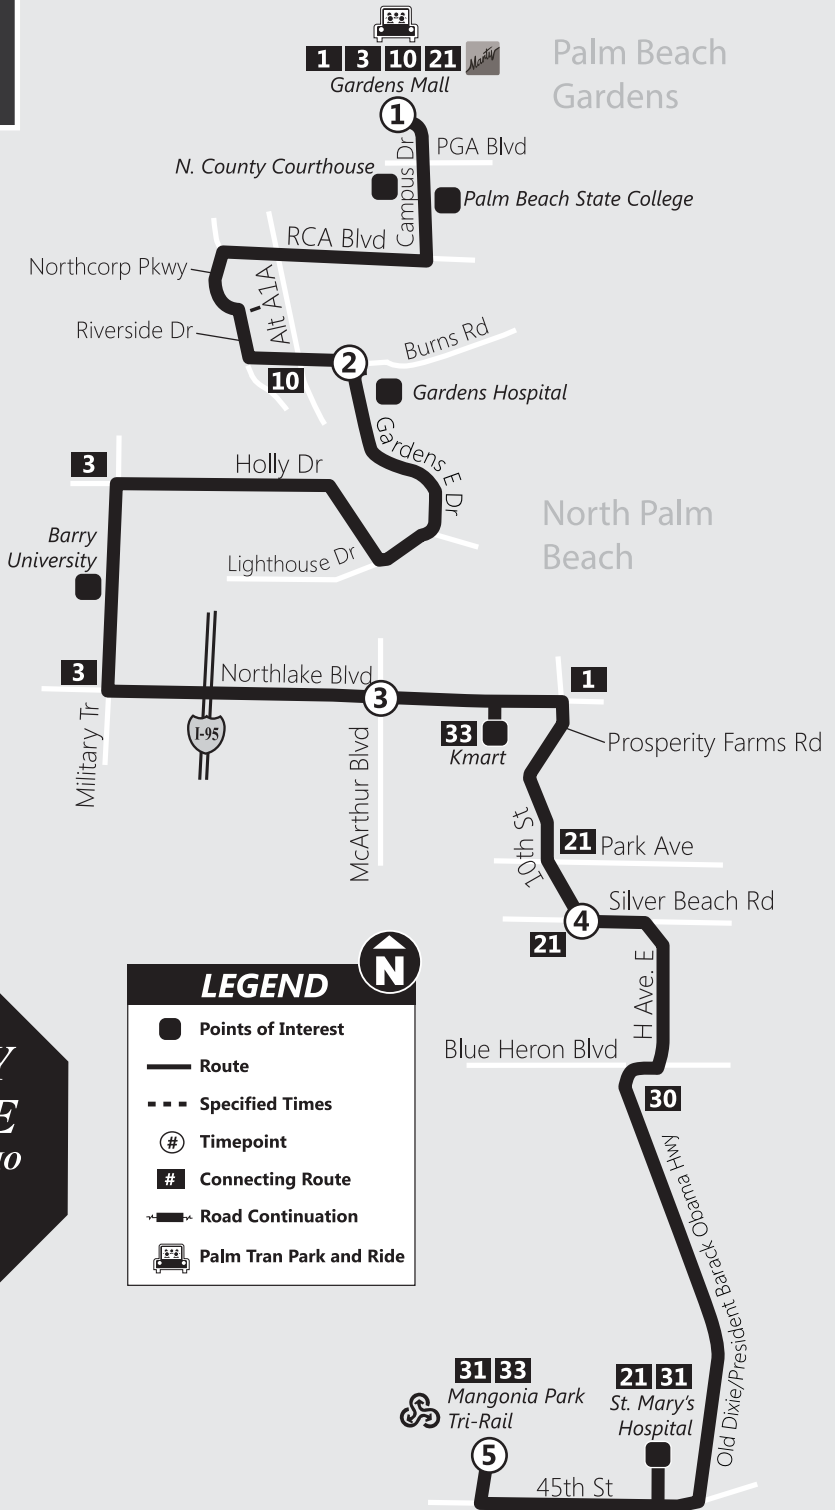 1 3 10 21 Marty
Gardens Mall
Palm Beach
Gardens
1
PGA Blvd
N. County Courthouse
Campus Dr
Palm Beach State College
RCA Blvd
Northcorp Pkwy
Alt A1A
Riverside Dr
2
Burns Rd
10
Gardens Hospital
Gardens E Dr
3
Holly Dr
North Palm
Beach
Barry
University
Lighthouse Dr
3
Northlake Blvd
3
1
Military Tr
I-95
McArthur Blvd
33
Kmart
Prosperity Farms Rd
10th St
21 Park Ave
Silver Beach Rd
4
21
H Ave. E
Blue Heron Blvd
30
N
LEGEND
Points of Interest
Route
Specified Times
# Timepoint
# Connecting Route
Road Continuation
Palm Tran Park and Ride
Y
E
NO
Old Dixie/President Barack Obama Hwy
31 33
Mangonia Park
Tri-Rail
21 31
St. Mary's
Hospital
5
45th St